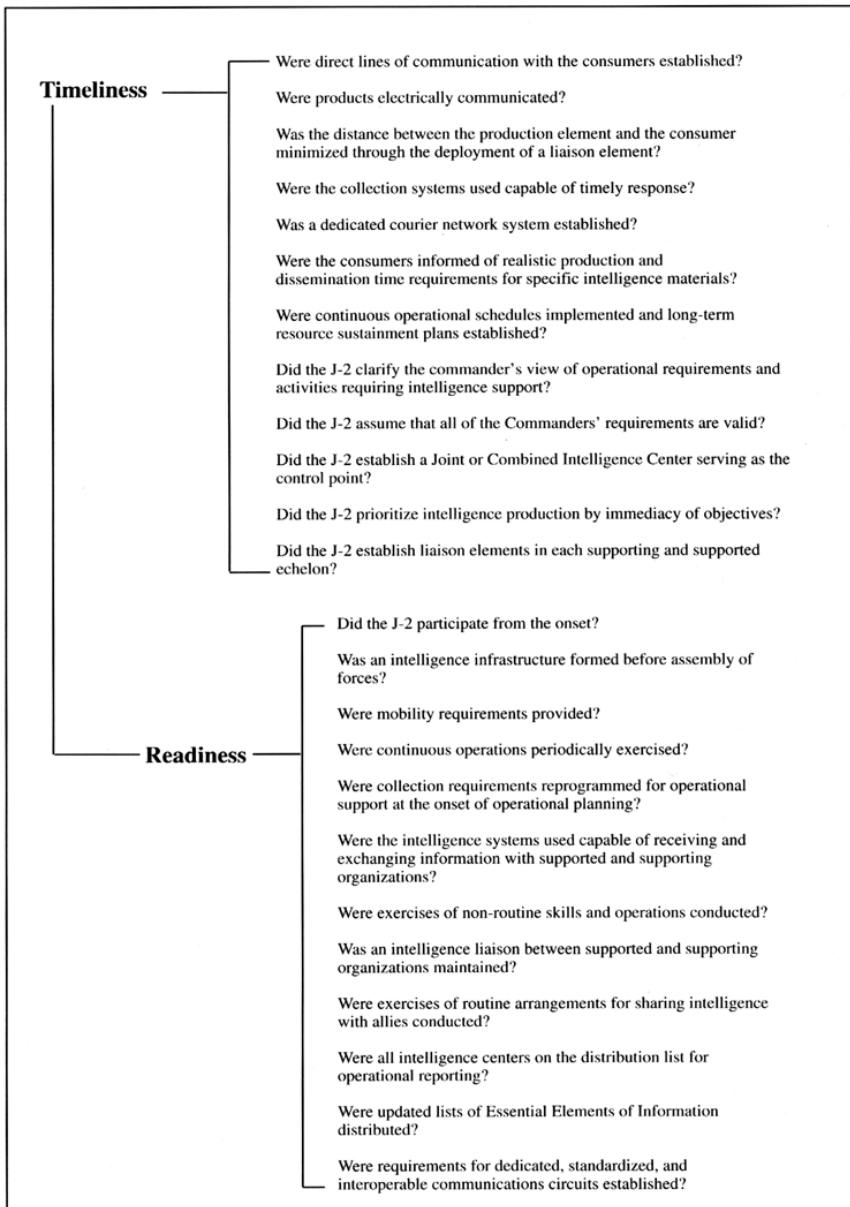 Timeliness
Were direct lines of communication with the consumers established?
Were products electrically communicated?
Was the distance between the production element and the consumer
minimized through the deployment of a liaison element?
Were the collection systems used capable of timely response?
Was a dedicated courier network system established?
Were the consumers informed of realistic production and
dissemination time requirements for specific intelligence materials?
Were continuous operational schedules implemented and long-term
resource sustainment plans established?
Did the J-2 clarify the commander's view of operational requirements and
activities requiring intelligence support?
Did the J-2 assume that all of the Commanders' requirements are valid?
Did the J-2 establish a Joint or Combined Intelligence Center serving as the
control point?
Did the J-2 prioritize intelligence production by immediacy of objectives?
Did the J-2 establish liaison elements in each supporting and supported
echelon?
Readiness
Did the J-2 participate from the onset?
Was an intelligence infrastructure formed before assembly of
forces?
Were mobility requirements provided?
Were continuous operations periodically exercised?
Were collection requirements reprogrammed for operational
support at the onset of operational planning?
Were the intelligence systems used capable of receiving and
exchanging information with supported and supporting
organizations?
Were exercises of non-routine skills and operations conducted?
Was an intelligence liaison between supported and supporting
organizations maintained?
Were exercises of routine arrangements for sharing intelligence
with allies conducted?
Were all intelligence centers on the distribution list for
operational reporting?
Were updated lists of Essential Elements of Information
distributed?
Were requirements for dedicated, standardized, and
interoperable communications circuits established?